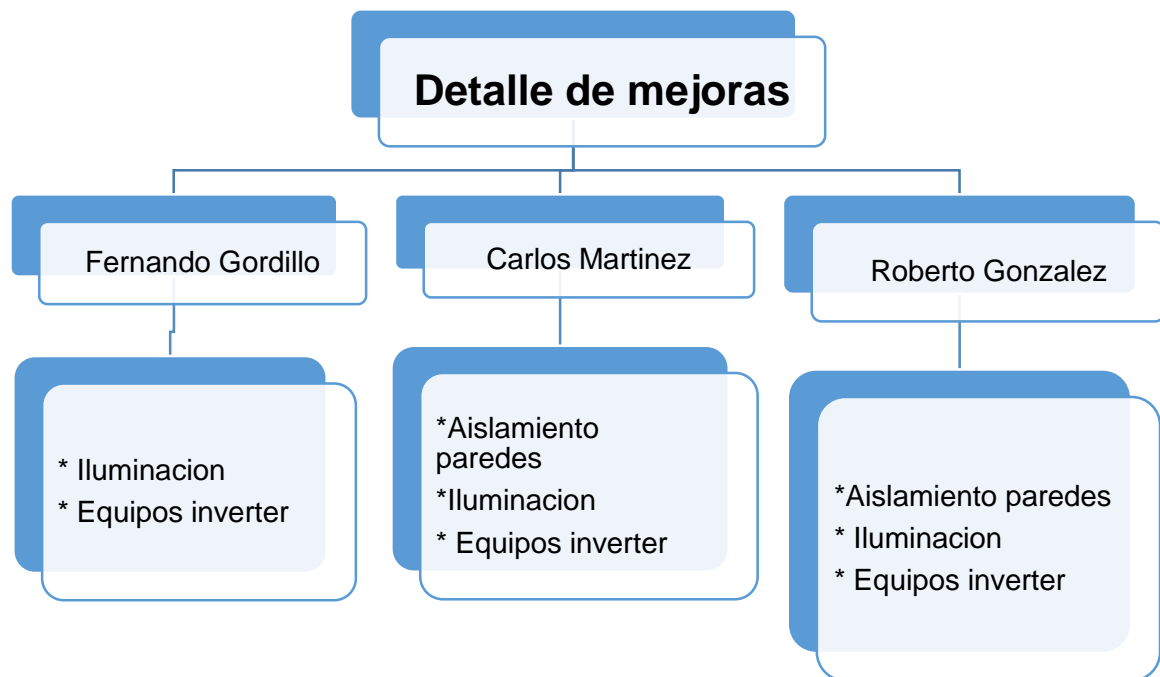 Detalle de mejoras
Fernando Gordillo
Carlos Martinez
Roberto Gonzalez
* Iluminacion
* Equipos inverter
*Aislamiento
paredes
*Iluminacion
* Equipos inverter
*Aislamiento paredes
* Iluminacion
* Equipos inverter